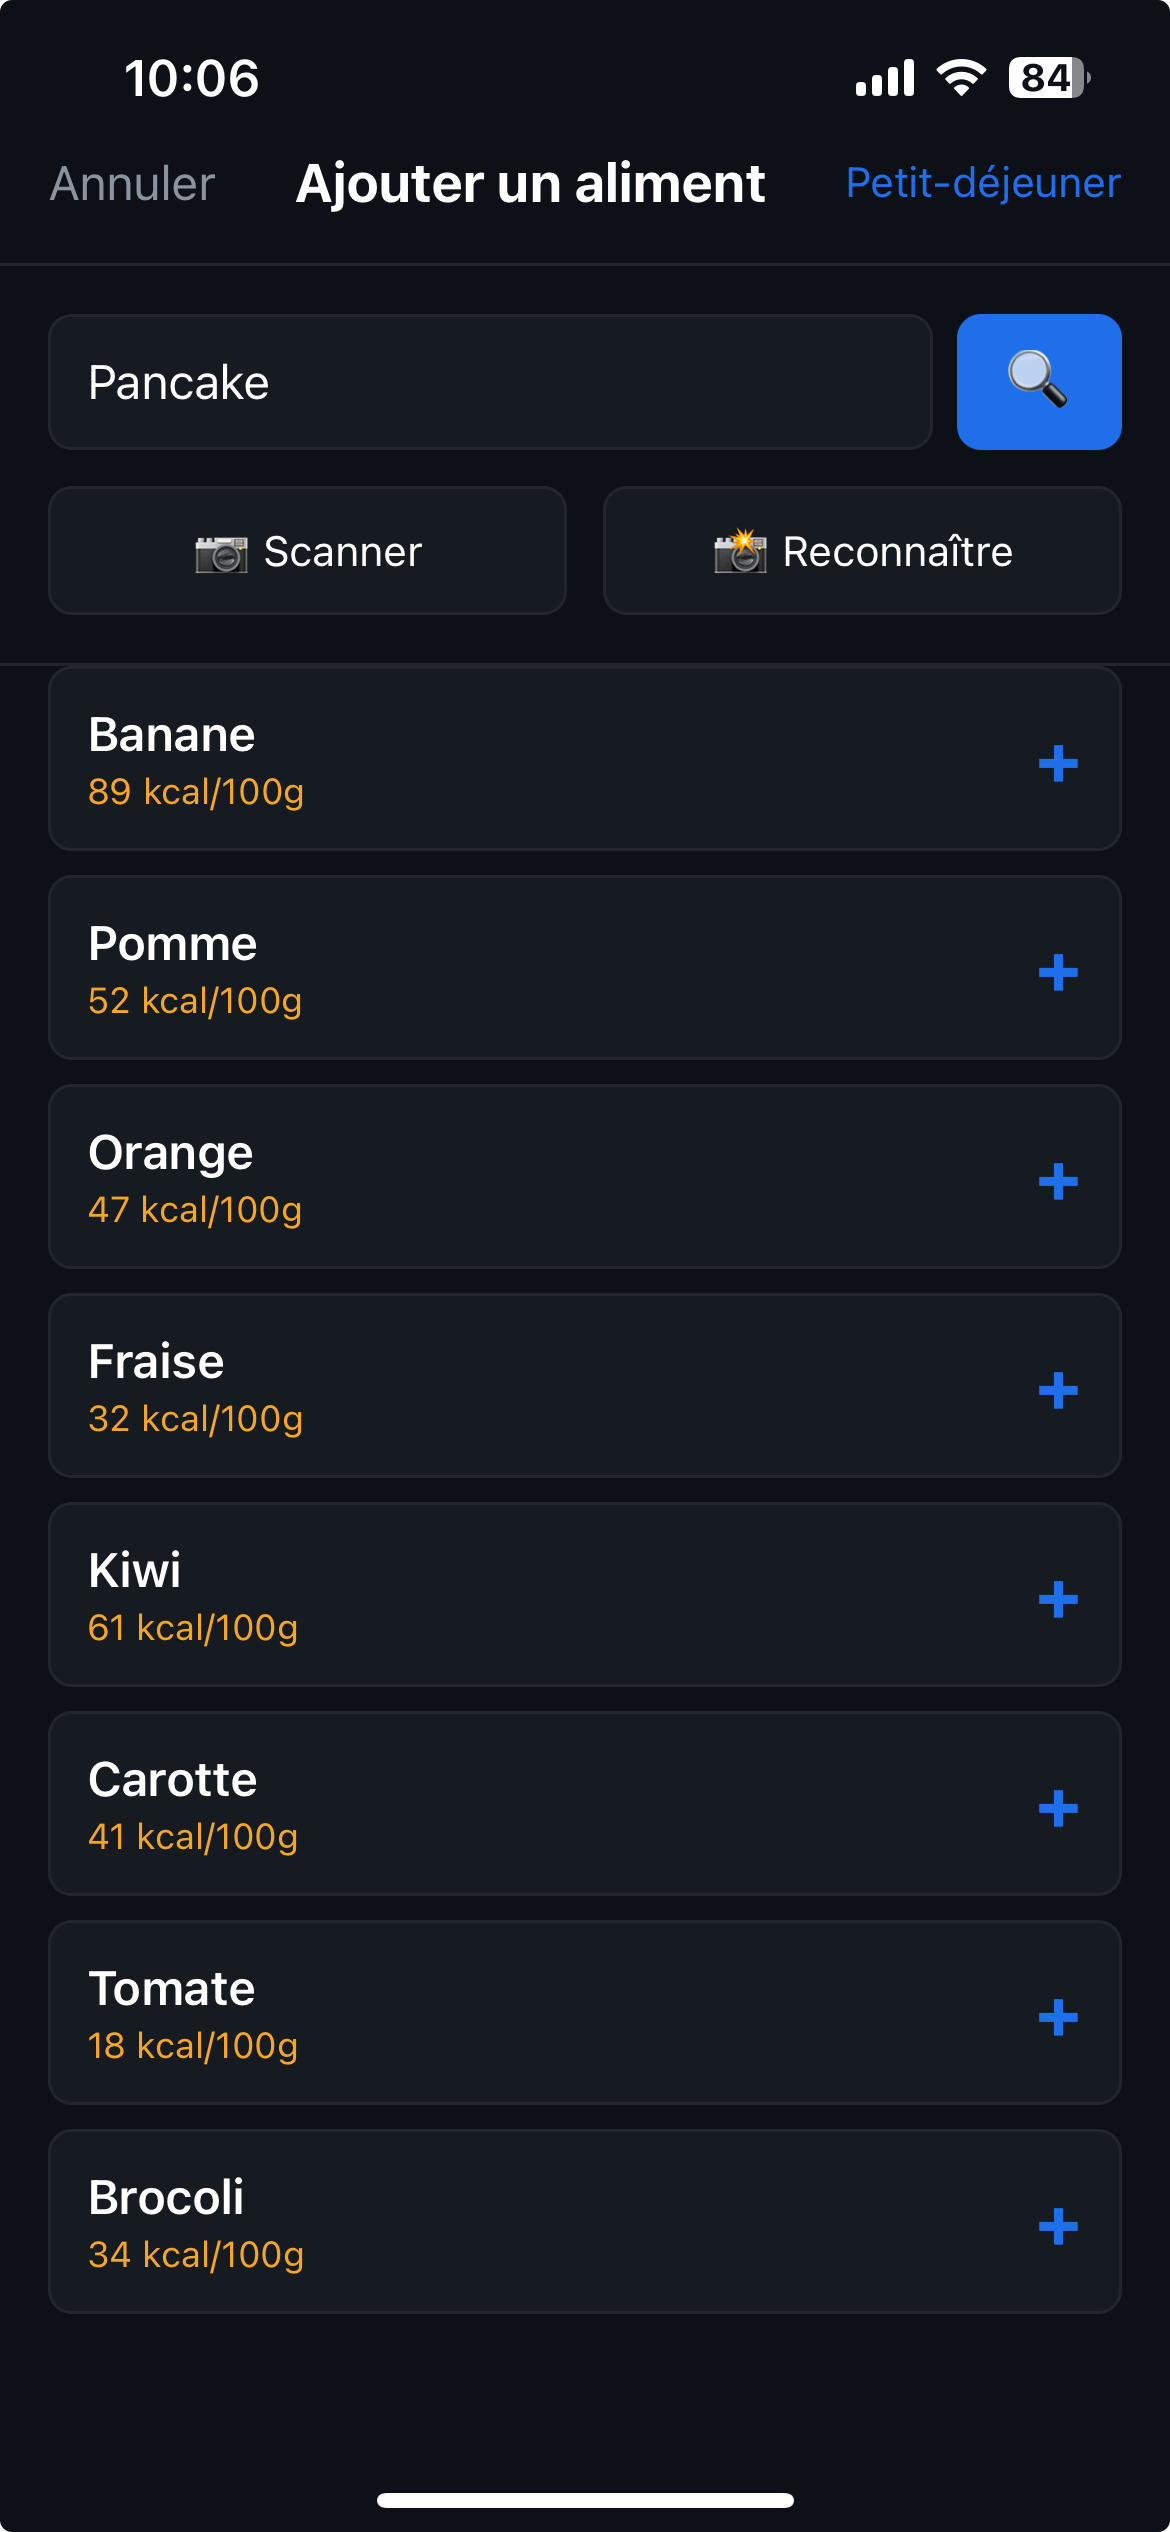 10:06
84
Annuler
Ajouter un aliment
Petit-déjeuner
Pancake
Scanner
Reconnaître
Banane
89 kcal/100g
+
Pomme
52 kcal/100g
+
Orange
47 kcal/100g
+
Fraise
32 kcal/100g
+
Kiwi
61 kcal/100g
+
Carotte
41 kcal/100g
+
Tomate
18 kcal/100g
+
Brocoli
34 kcal/100g
+